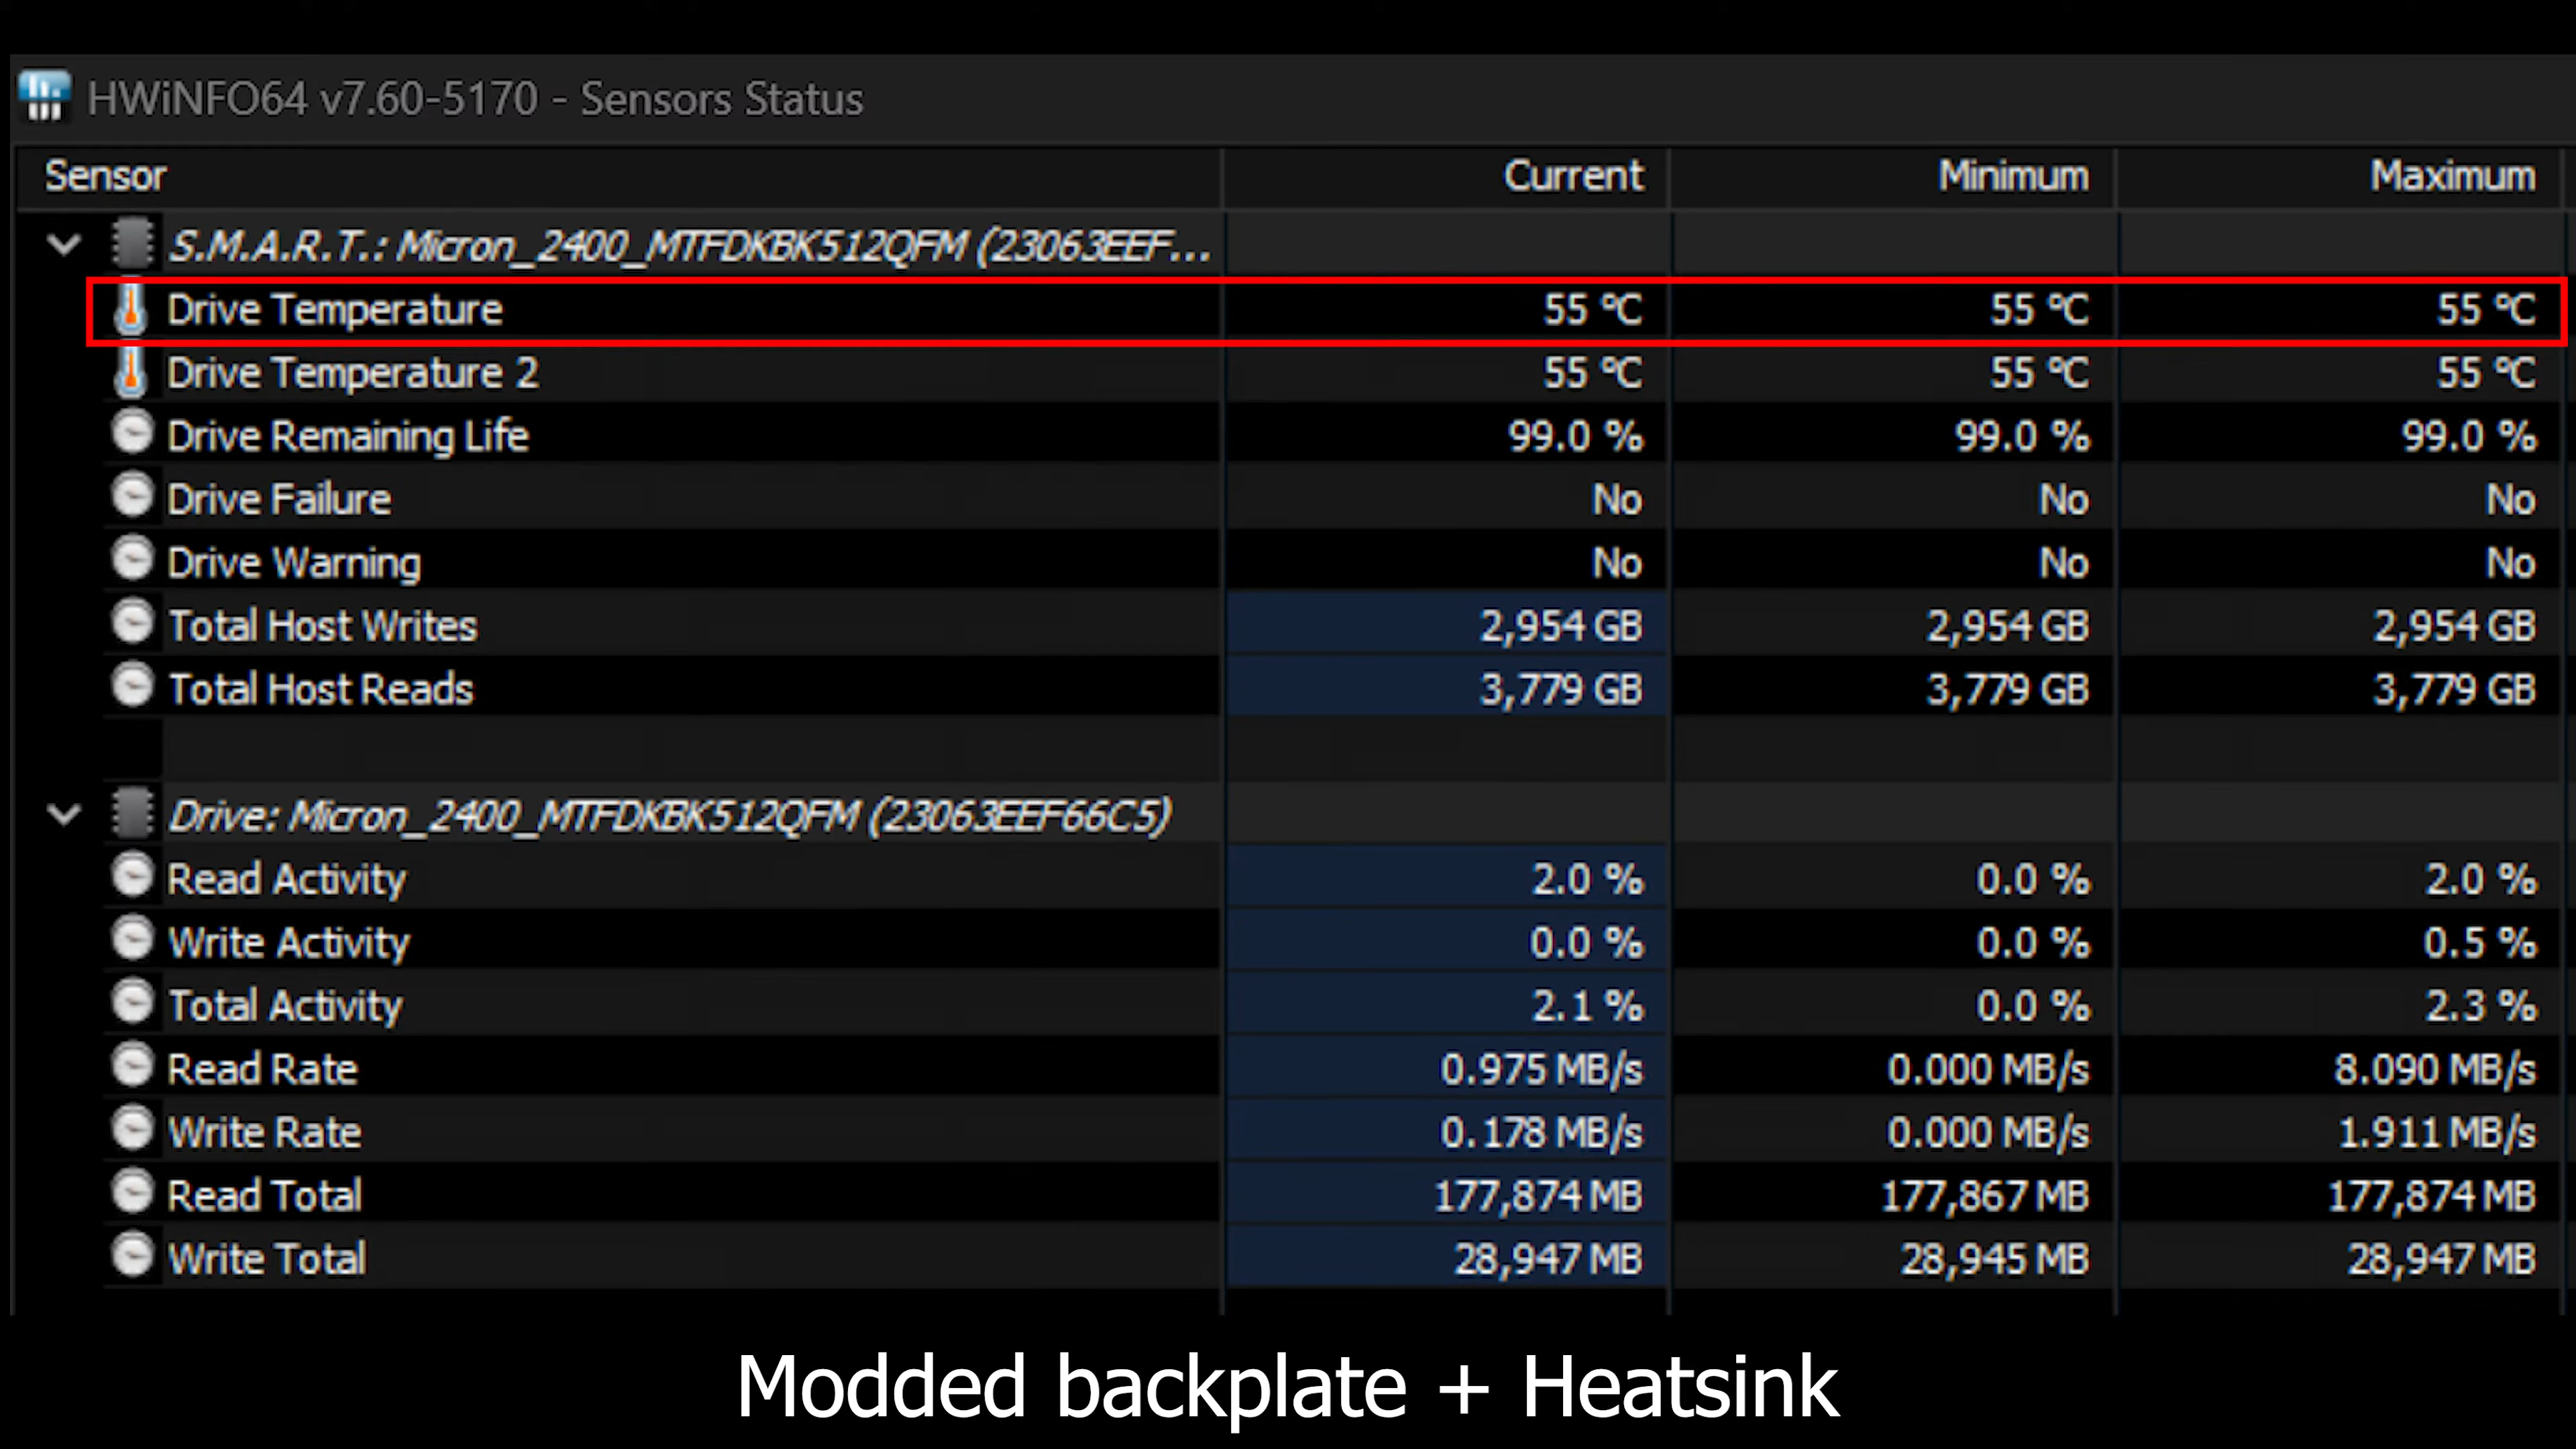 HWiNFO64 v7.60-5170 - Sensors Status
Sensor Current Minimum Maximum
S.M.A.R.T.: Micron_2400_MTFDKBK512QFM (23063EEF...
Drive Temperature 55 °C 55 °C 55 °C
Drive Temperature 2 55 °C 55 °C 55 °C
Drive Remaining Life 99.0 % 99.0 % 99.0 %
Drive Failure No No No
Drive Warning No No No
Total Host Writes 2,954 GB 2,954 GB 2,954 GB
Total Host Reads 3,779 GB 3,779 GB 3,779 GB
Drive: Micron_2400_MTFDKBK512QFM (23063EEF66C5)
Read Activity 2.0 % 0.0 % 2.0 %
Write Activity 0.0 % 0.0 % 0.5 %
Total Activity 2.1 % 0.0 % 2.3 %
Read Rate 0.975 MB/s 0.000 MB/s 8.090 MB/s
Write Rate 0.178 MB/s 0.000 MB/s 1.911 MB/s
Read Total 177,874 MB 177,867 MB 177,874 MB
Write Total 28,947 MB 28,945 MB 28,947 MB
Modded backplate + Heatsink